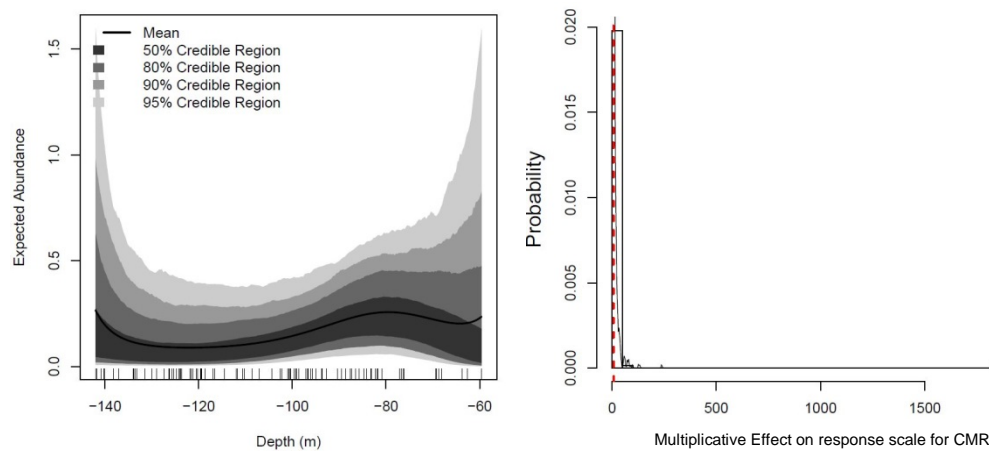 Mean
50% Credible Region
80% Credible Region
90% Credible Region
95% Credible Region
Expected Abundance
0.0
0.5
1.0
1.5
−140
−120
−100
−80
−60
Depth (m)
Probability
0.000
0.005
0.010
0.015
0.020
0
500
1000
1500
Multiplicative Effect on response scale for CMR